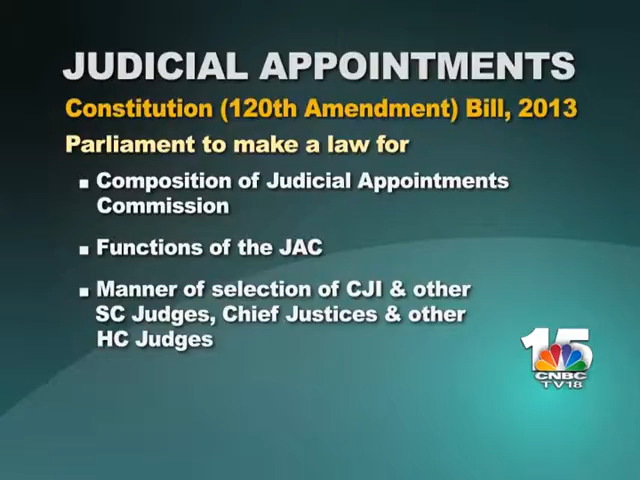 JUDICIAL APPOINTMENTS
Constitution (120th Amendment) Bill, 2013
Parliament to make a law for
▪ Composition of Judicial Appointments
Commission
▪ Functions of the JAC
▪ Manner of selection of CJI & other
SC Judges, Chief Justices & other
HC Judges
15
CNBC
TV18